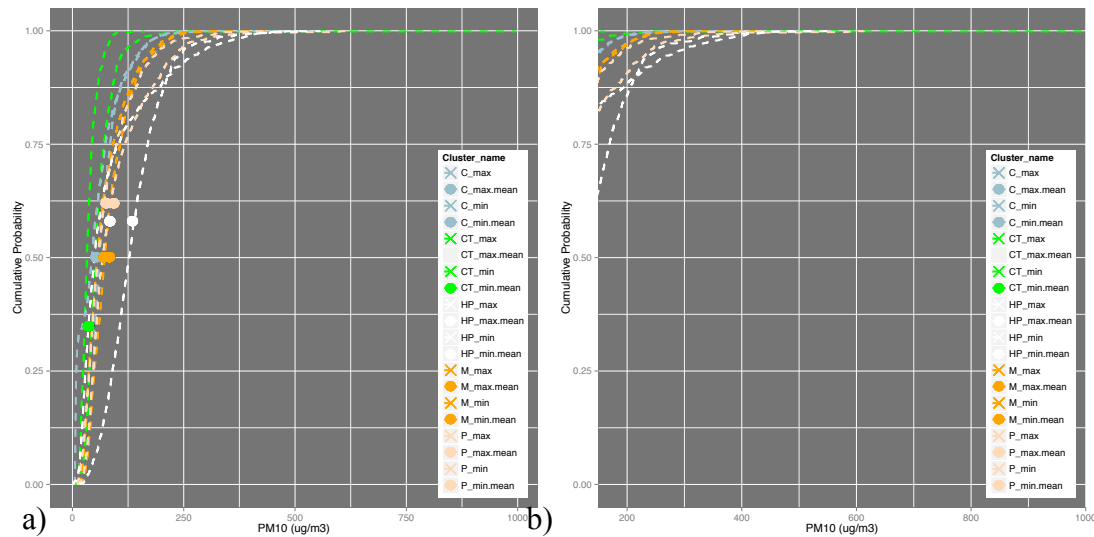 1.00
0.75
0.50
0.25
0.00
Cumulative Probability
Cluster_name
C_max
C_max.mean
C_min
C_min.mean
CT_max
CT_max.mean
CT_min
CT_min.mean
HP_max
HP_max.mean
HP_min
HP_min.mean
M_max
M_max.mean
M_min
M_min.mean
P_max
P_max.mean
P_min
P_min.mean
0 250 500 750 1000
PM10 (ug/m3)
a)
1.00
0.75
0.50
0.25
0.00
Cumulative Probability
Cluster_name
C_max
C_max.mean
C_min
C_min.mean
CT_max
CT_max.mean
CT_min
CT_min.mean
HP_max
HP_max.mean
HP_min
HP_min.mean
M_max
M_max.mean
M_min
M_min.mean
P_max
P_max.mean
P_min
P_min.mean
200 400 600 800 1000
PM10 (ug/m3)
b)